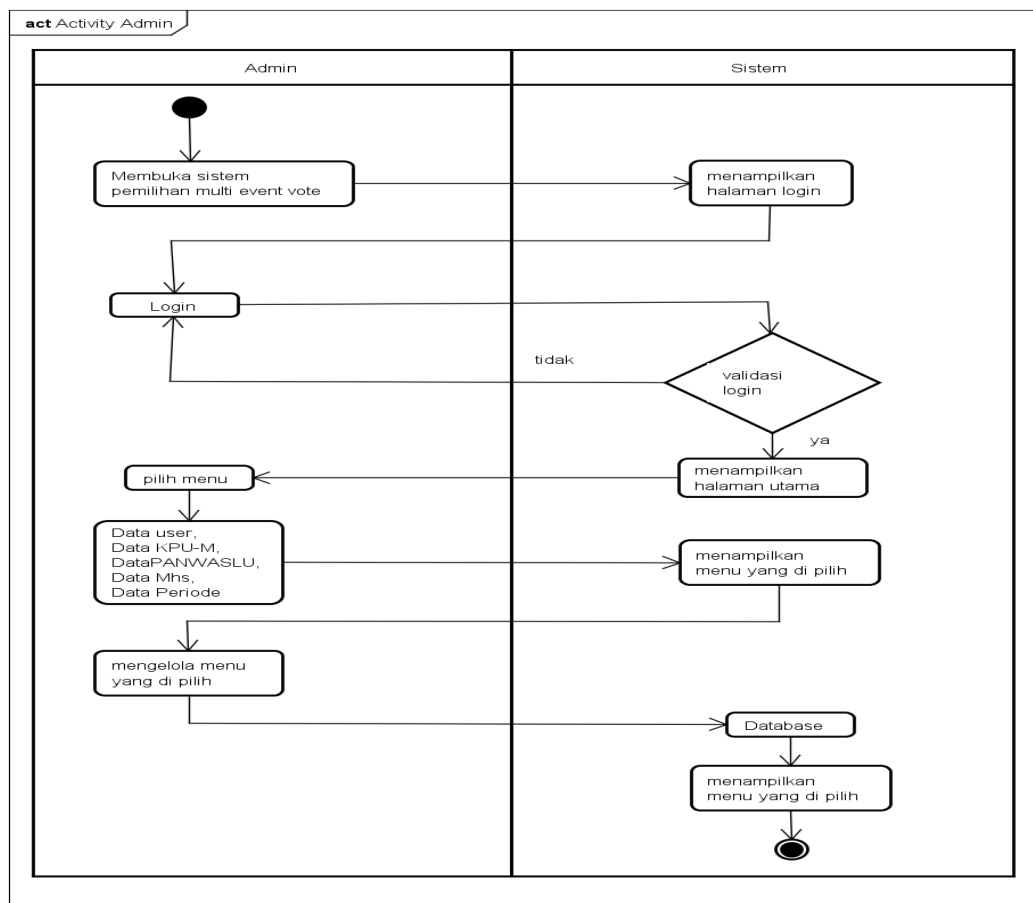 act Activity Admin
Admin
Sistem
Membuka sistem
pemilihan multi event vote
menampilkan
halaman login
Login
tidak
validasi
login
ya
menampilkan
halaman utama
pilih menu
Data user,
Data KPU-M,
DataPANWASLU,
Data Mhs,
Data Periode
menampilkan
menu yang di pilih
mengelola menu
yang di pilih
Database
menampilkan
menu yang di pilih